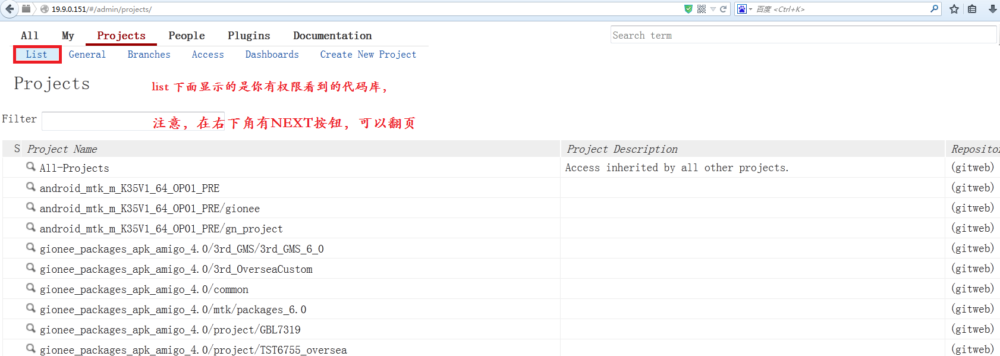 19.9.0.151/#/admin/projects/
百度 <Ctrl+K>
All My Projects People Plugins Documentation
Search term
List General Branches Access Dashboards Create New Project
Projects
list 下面显示的是你有权限看到的代码库，
Filter
注意，在右下角有NEXT按钮，可以翻页
S Project Name Project Description Repositor
All-Projects Access inherited by all other projects. (gitweb)
android_mtk_m_K35V1_64_OP01_PRE (gitweb)
android_mtk_m_K35V1_64_OP01_PRE/gionee (gitweb)
android_mtk_m_K35V1_64_OP01_PRE/gn_project (gitweb)
gionee_packages_apk_amigo_4.0/3rd_GMS/3rd_GMS_6_0 (gitweb)
gionee_packages_apk_amigo_4.0/3rd_OverseaCustom (gitweb)
gionee_packages_apk_amigo_4.0/common (gitweb)
gionee_packages_apk_amigo_4.0/mtk/packages_6.0 (gitweb)
gionee_packages_apk_amigo_4.0/project/GBL7319 (gitweb)
gionee_packages_apk_amigo_4.0/project/TST6755_oversea (gitweb)